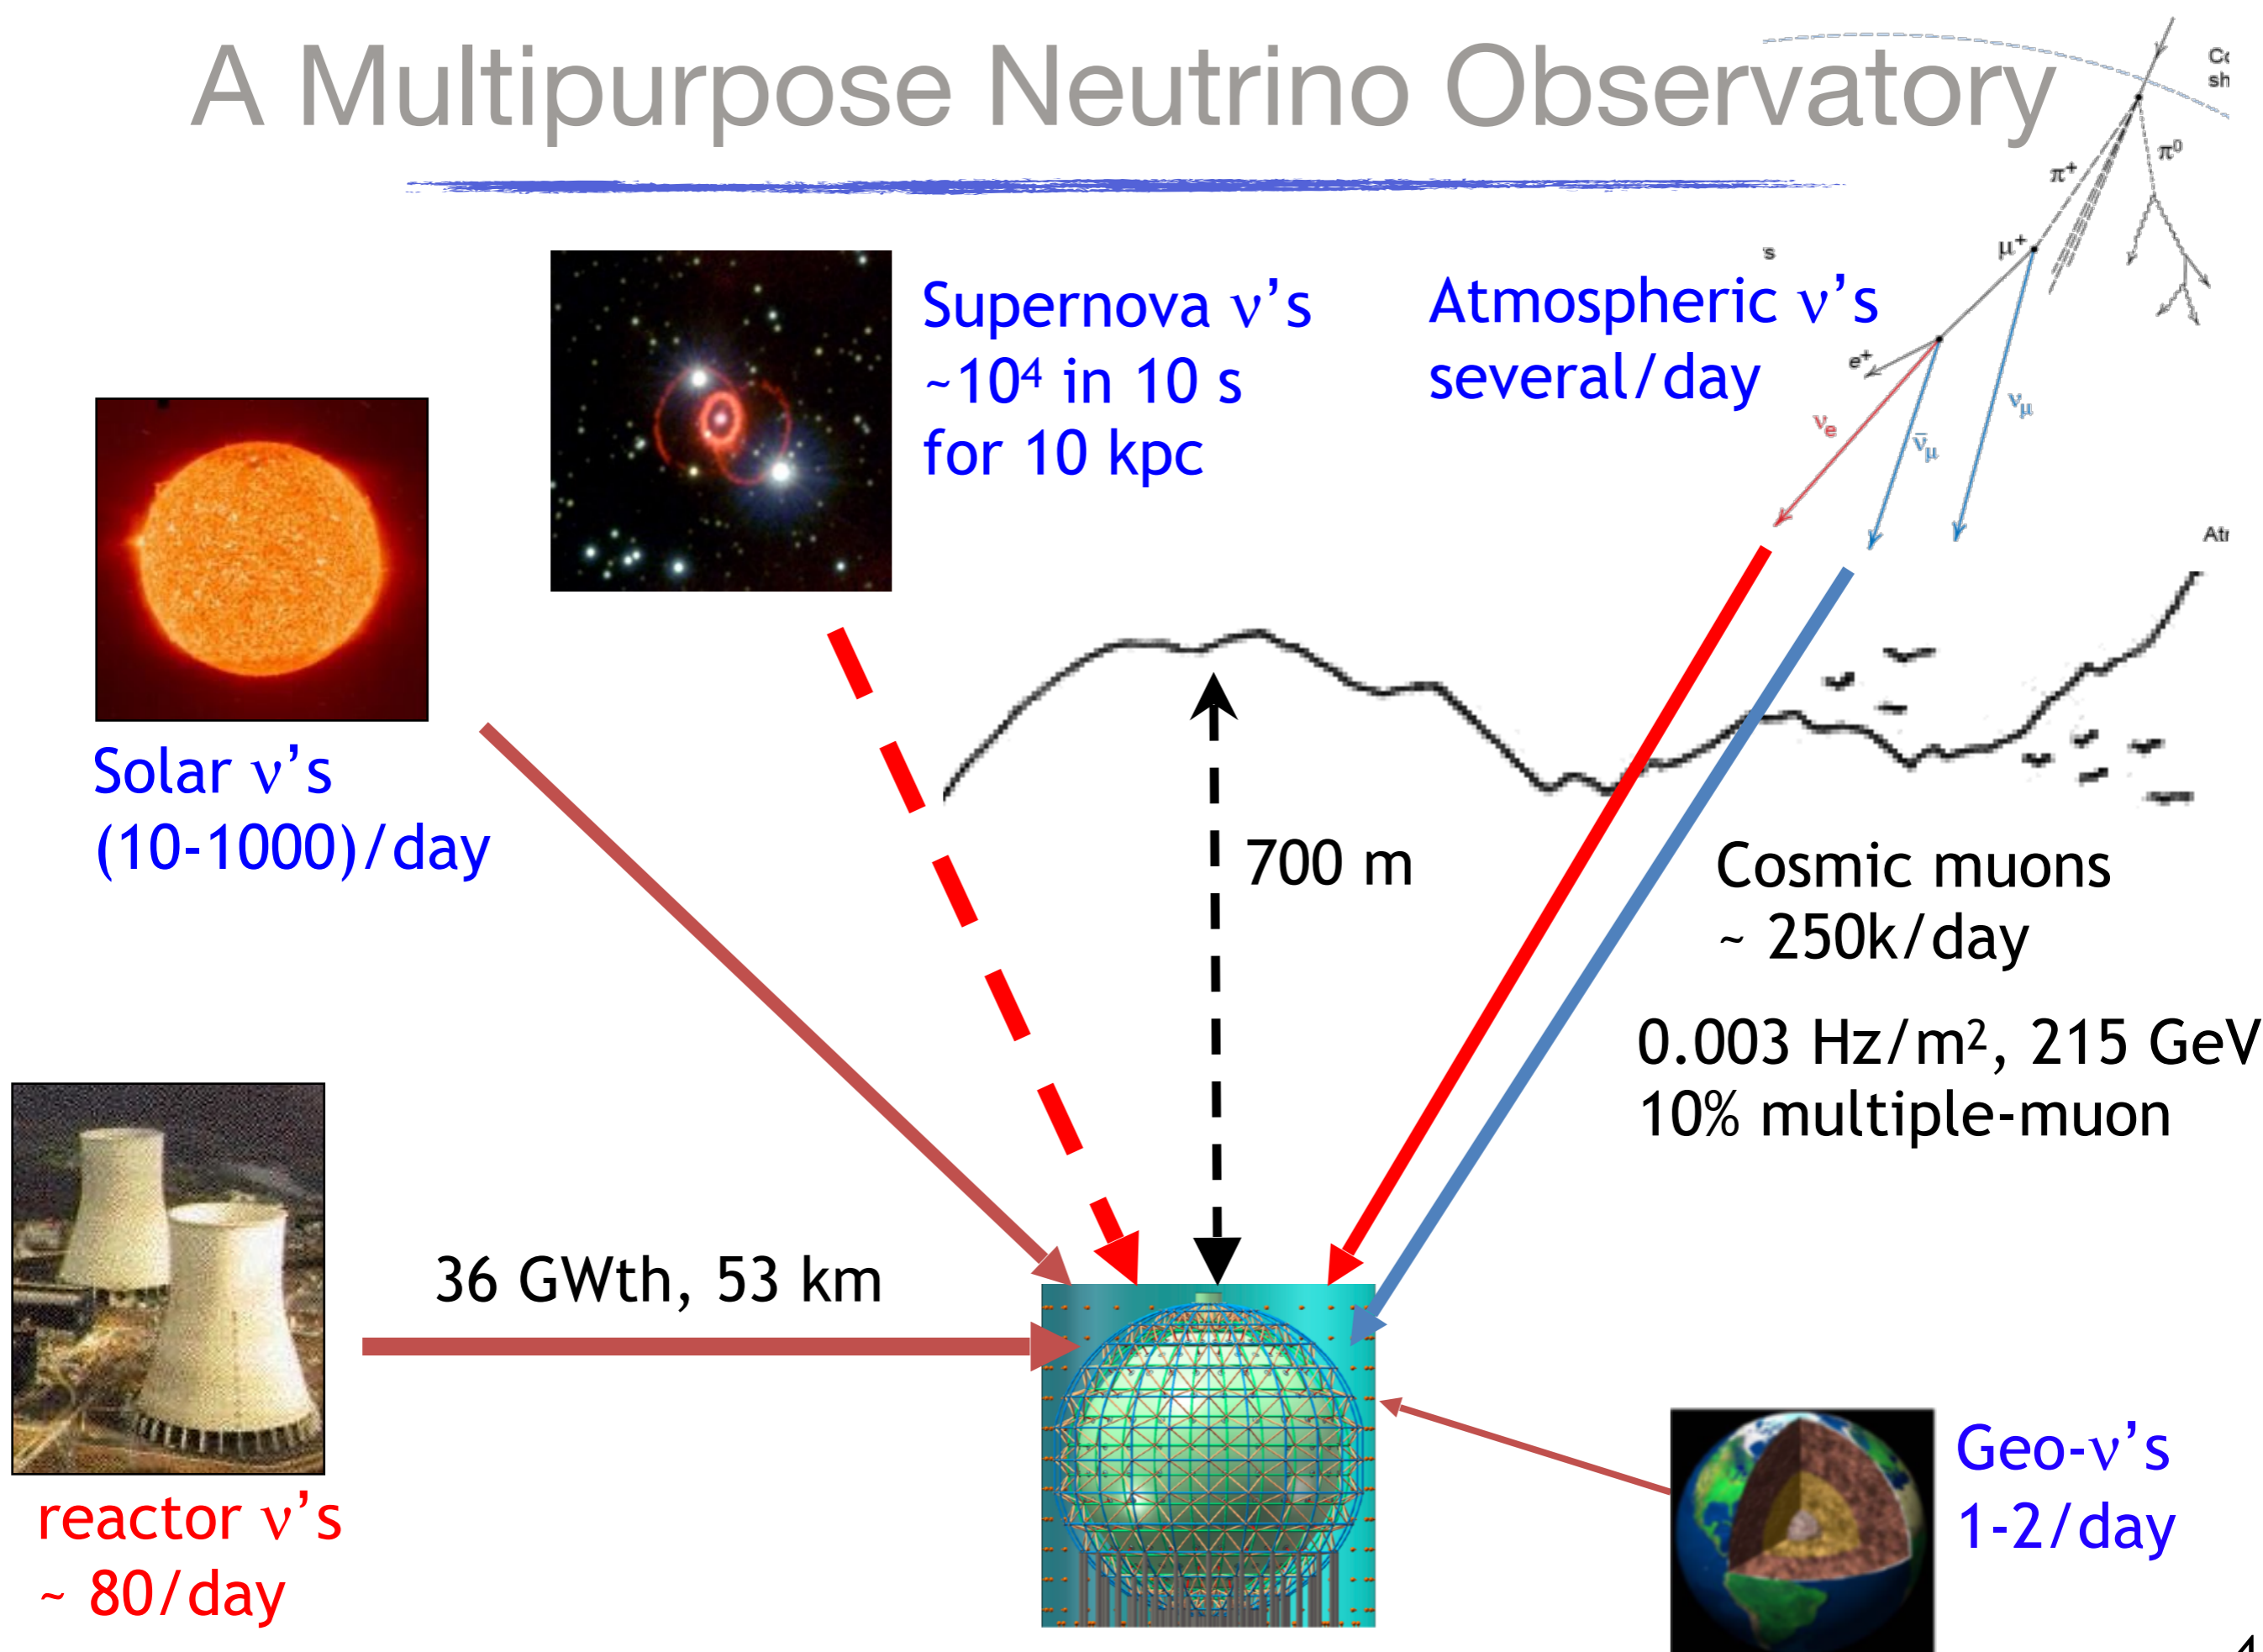 A Multipurpose Neutrino Observatory
π⁰
π⁺
μ⁺
e⁺
νₑ
ν̄μ
νμ
Supernova ν’s
~10⁴ in 10 s
for 10 kpc
Atmospheric ν’s
several/day
Solar ν’s
(10-1000)/day
700 m
Cosmic muons
~ 250k/day
0.003 Hz/m², 215 GeV
10% multiple-muon
36 GWth, 53 km
reactor ν’s
~ 80/day
Geo-ν’s
1-2/day